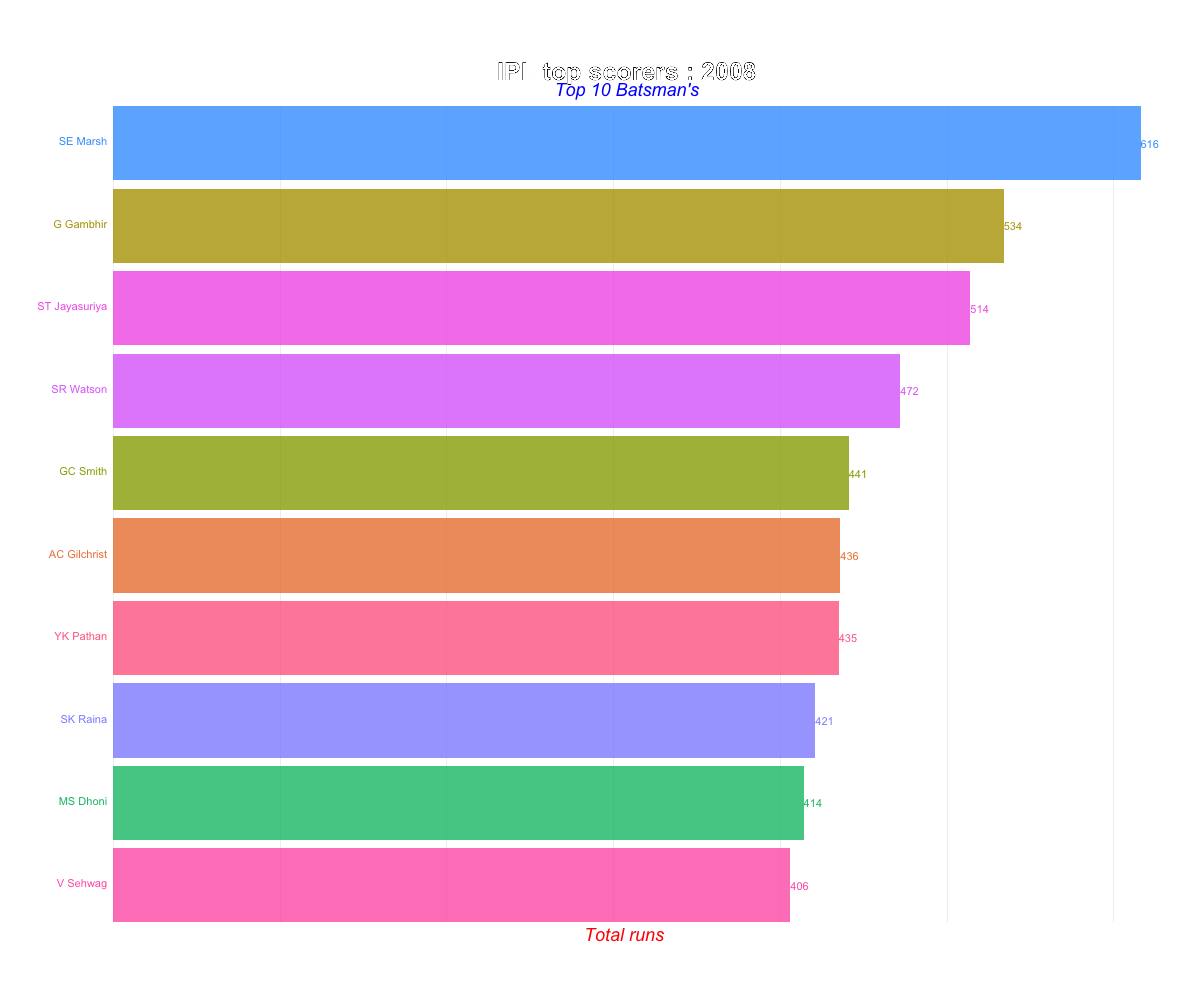 IPL top scorers : 2008
Top 10 Batsman's
SE Marsh 616
G Gambhir 534
ST Jayasuriya 514
SR Watson 472
GC Smith 441
AC Gilchrist 436
YK Pathan 435
SK Raina 421
MS Dhoni 414
V Sehwag 406
Total runs